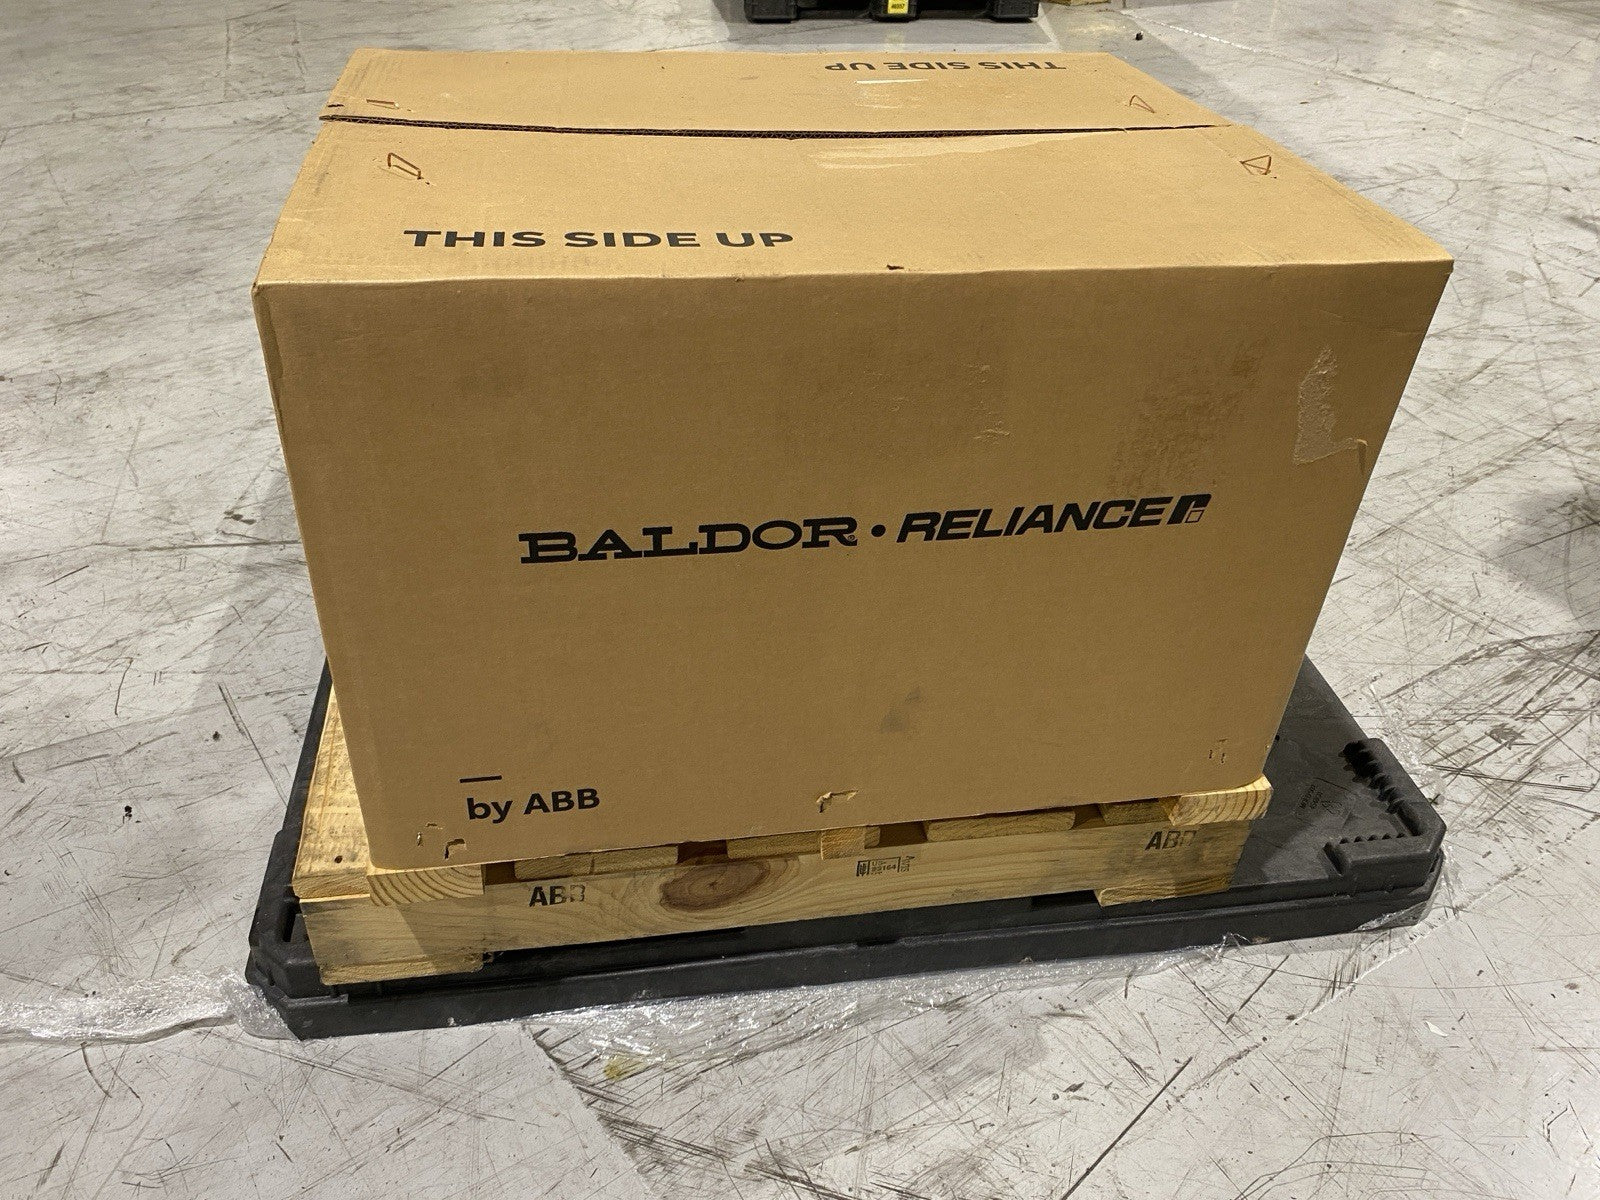 THIS SIDE UP
THIS SIDE UP
BALDOR • RELIANCE
by ABB
ABB
ABB